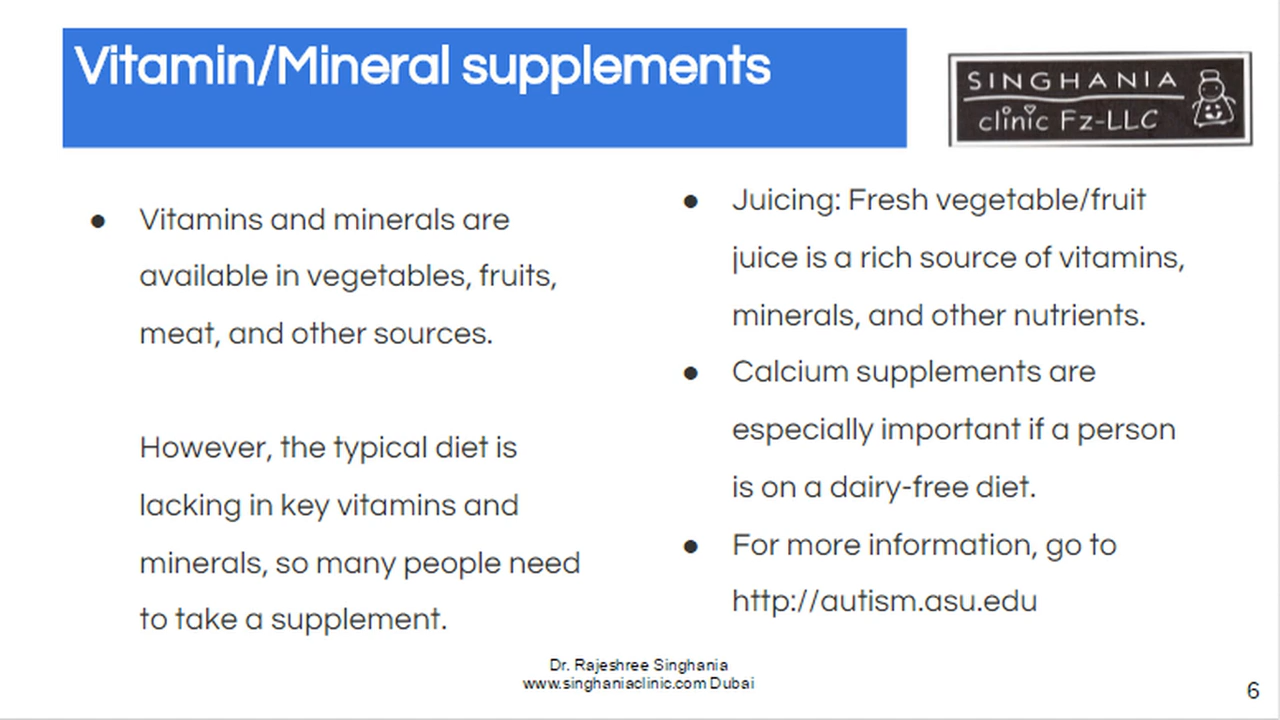 Vitamin/Mineral supplements
SINGHANIA
clinic Fz-LLC
● Vitamins and minerals are
available in vegetables, fruits,
meat, and other sources.
However, the typical diet is
lacking in key vitamins and
minerals, so many people need
to take a supplement.
● Juicing: Fresh vegetable/fruit
juice is a rich source of vitamins,
minerals, and other nutrients.
● Calcium supplements are
especially important if a person
is on a dairy-free diet.
● For more information, go to
http://autism.asu.edu
Dr. Rajeshree Singhania
www.singhaniaclinic.com Dubai
6